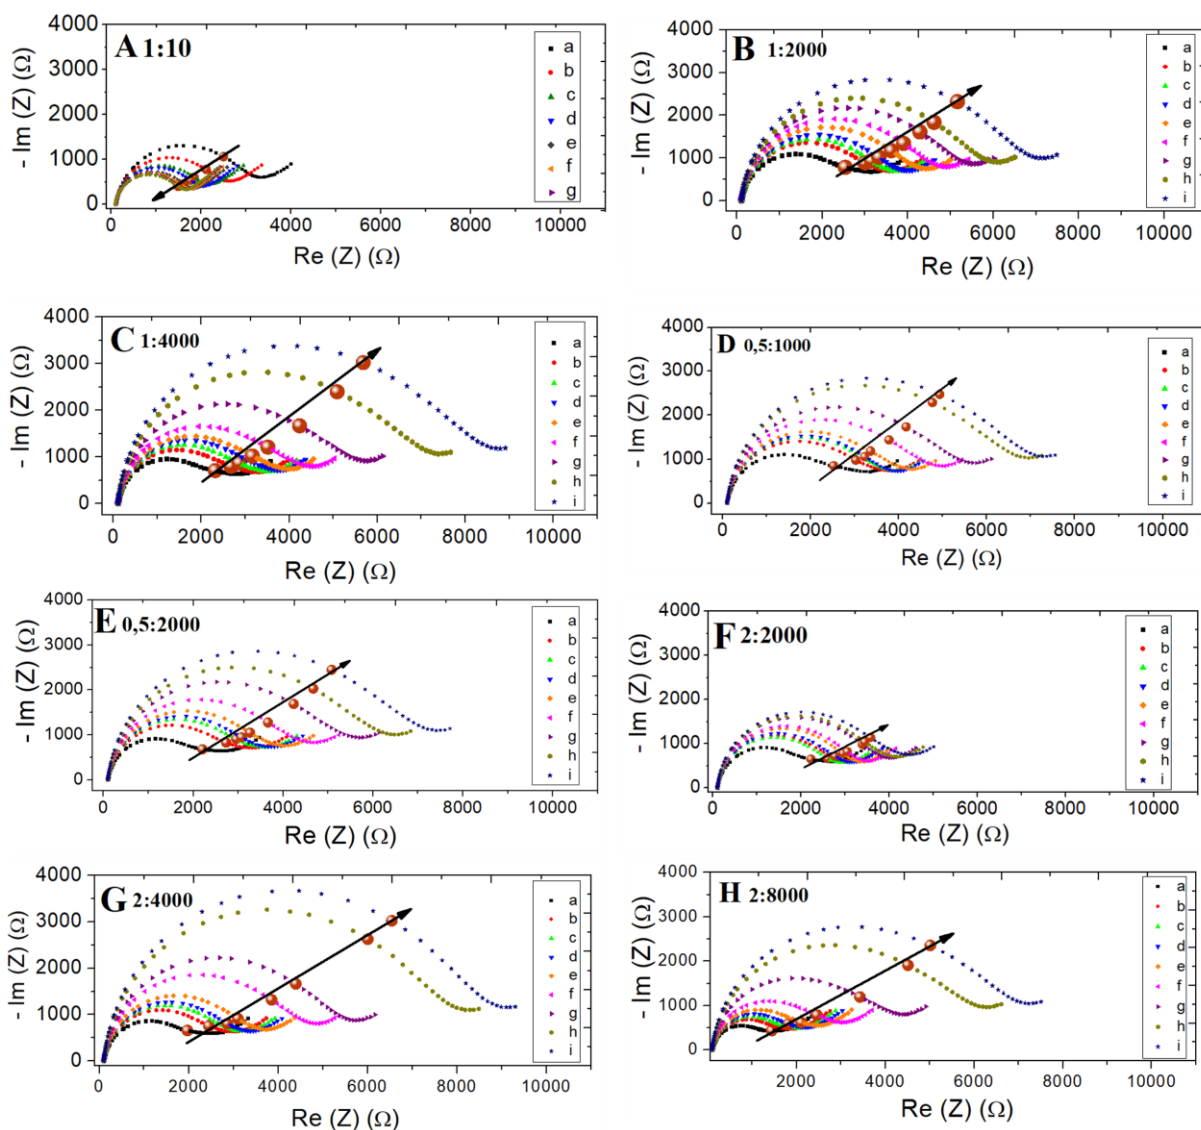 A 1:10
4000
3000
2000
1000
0
- Im (Z) (Ω)
0 2000 4000 6000 8000 10000
Re (Z) (Ω)
a
b
c
d
e
f
g
B 1:2000
4000
3000
2000
1000
0
- Im (Z) (Ω)
0 2000 4000 6000 8000 10000
Re (Z) (Ω)
a
b
c
d
e
f
g
h
i
C 1:4000
4000
3000
2000
1000
0
- Im (Z) (Ω)
0 2000 4000 6000 8000 10000
Re (Z) (Ω)
a
b
c
d
e
f
g
h
i
D 0,5:1000
4000
3000
2000
1000
0
- Im (Z) (Ω)
0 2000 4000 6000 8000 10000
Re (Z) (Ω)
a
b
c
d
e
f
g
h
i
E 0,5:2000
4000
3000
2000
1000
0
- Im (Z) (Ω)
0 2000 4000 6000 8000 10000
Re (Z) (Ω)
a
b
c
d
e
f
g
h
i
F 2:2000
4000
3000
2000
1000
0
- Im (Z) (Ω)
0 2000 4000 6000 8000 10000
Re (Z) (Ω)
a
b
c
d
e
f
g
h
i
G 2:4000
4000
3000
2000
1000
0
- Im (Z) (Ω)
0 2000 4000 6000 8000 10000
Re (Z) (Ω)
a
b
c
d
e
f
g
h
i
H 2:8000
4000
3000
2000
1000
0
- Im (Z) (Ω)
2000 4000 6000 8000 10000
Re (Z) (Ω)
a
b
c
d
e
f
g
h
i